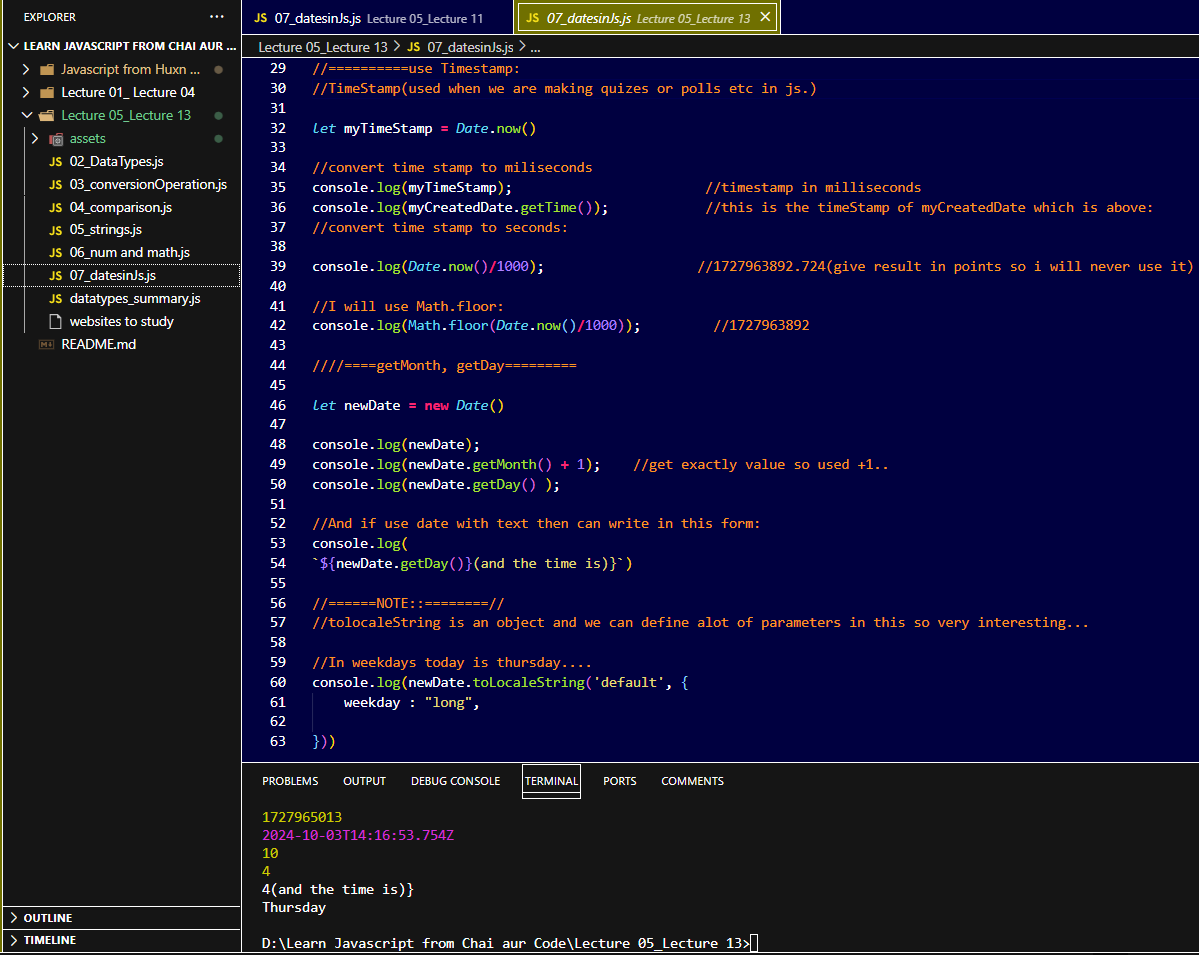 EXPLORER
···
LEARN JAVASCRIPT FROM CHAI AUR ...
Javascript from Huxn ...
Lecture 01_ Lecture 04
Lecture 05_Lecture 13
assets
JS 02_DataTypes.js
JS 03_conversionOperation.js
JS 04_comparison.js
JS 05_strings.js
JS 06_num and math.js
JS 07_datesinJs.js
JS datatypes_summary.js
websites to study
README.md
OUTLINE
TIMELINE
JS 07_datesinJs.js Lecture 05_Lecture 11
JS 07_datesinJs.js Lecture 05_Lecture 13
Lecture 05_Lecture 13 > JS 07_datesinJs.js > ...
29 //==========use Timestamp:
30 //TimeStamp(used when we are making quizes or polls etc in js.)
31
32 let myTimeStamp = Date.now()
33
34 //convert time stamp to miliseconds
35 console.log(myTimeStamp); //timestamp in milliseconds
36 console.log(myCreatedDate.getTime()); //this is the timeStamp of myCreatedDate which is above:
37 //convert time stamp to seconds:
38
39 console.log(Date.now()/1000); //1727963892.724(give result in points so i will never use it)
40
41 //I will use Math.floor:
42 console.log(Math.floor(Date.now()/1000)); //1727963892
43
44 ////====getMonth, getDay=========
45
46 let newDate = new Date()
47
48 console.log(newDate);
49 console.log(newDate.getMonth() + 1); //get exactly value so used +1..
50 console.log(newDate.getDay() );
51
52 //And if use date with text then can write in this form:
53 console.log(
54 `${newDate.getDay()}(and the time is)}`)
55
56 //======NOTE::========//
57 //tolocaleString is an object and we can define alot of parameters in this so very interesting...
58
59 //In weekdays today is thursday....
60 console.log(newDate.toLocaleString('default', {
61 weekday : "long",
62
63 }))
PROBLEMS OUTPUT DEBUG CONSOLE TERMINAL PORTS COMMENTS
1727965013
2024-10-03T14:16:53.754Z
10
4
4(and the time is)}
Thursday
D:\Learn Javascript from Chai aur Code\Lecture 05_Lecture 13>